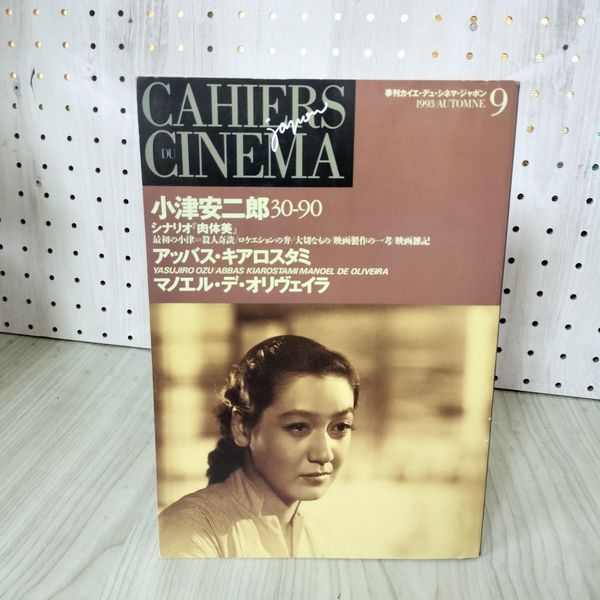 季刊カイエ・デュ・シネマ・ジャポン
1993/AUTOMNE 9
CAHIERS
japon
DU CINEMA
小津安二郎30-90
シナリオ『肉体美』
最初の小津=殺人奇談/ロケエションの弁/大切なもの/映画製作の一考/映画雑記
アッバス・キアロスタミ
YASUJIRO OZU ABBAS KIAROSTAMI MANOEL DE OLIVEIRA
マノエル・デ・オリヴェイラ